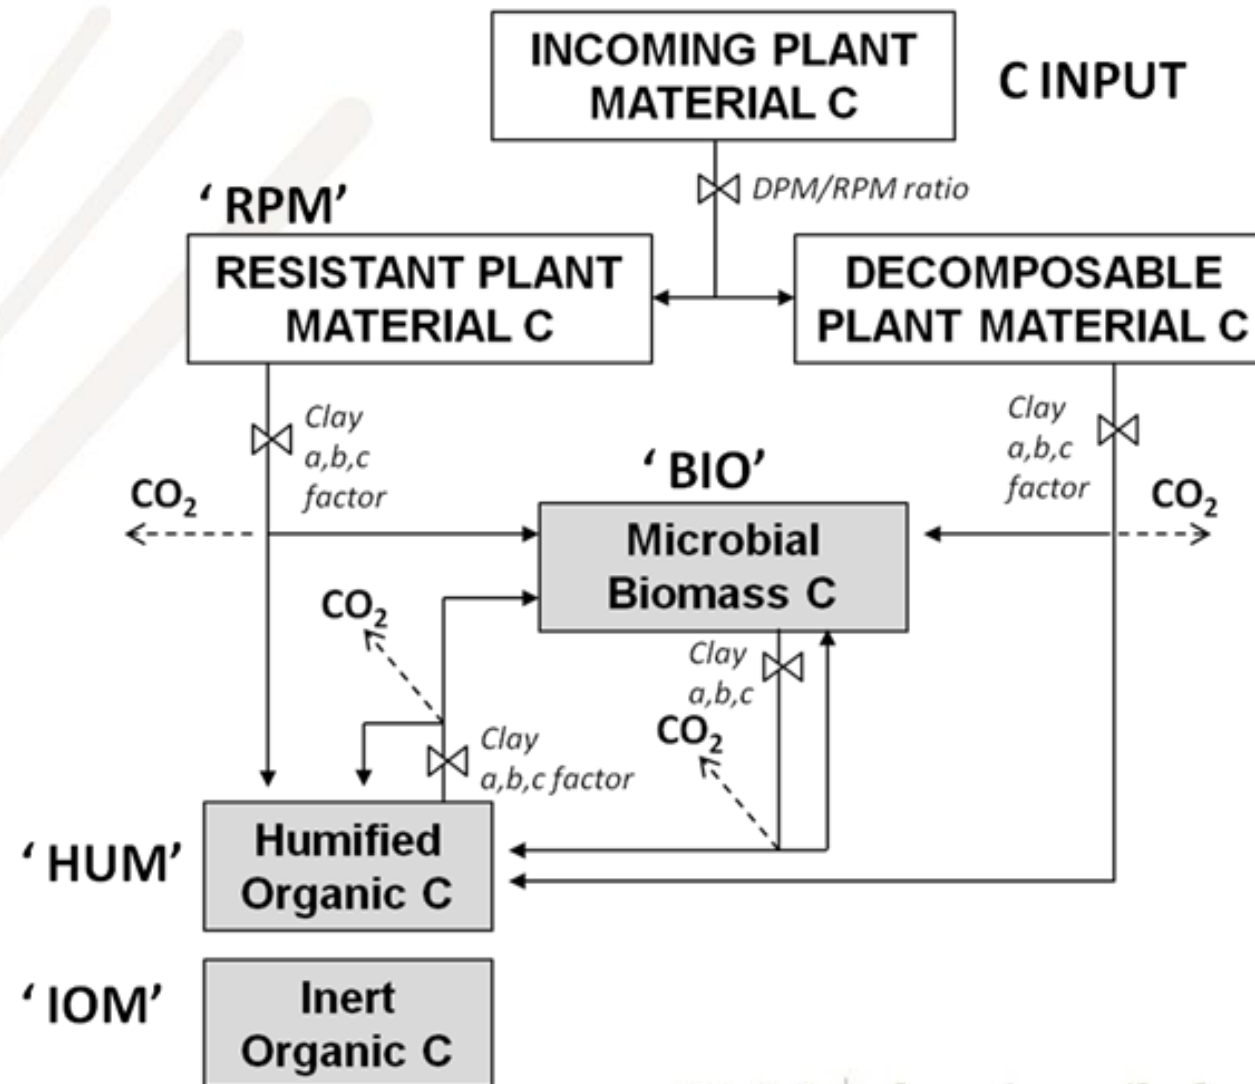 INCOMING PLANT
MATERIAL C
C INPUT
DPM/RPM ratio
‘ RPM’
RESISTANT PLANT
MATERIAL C
DECOMPOSABLE
PLANT MATERIAL C
Clay
a,b,c
factor
Clay
a,b,c
factor
‘ BIO’
CO₂
CO₂
Microbial
Biomass C
CO₂
Clay
a,b,c
CO₂
Clay
a,b,c factor
‘ HUM’
Humified
Organic C
‘ IOM’
Inert
Organic C